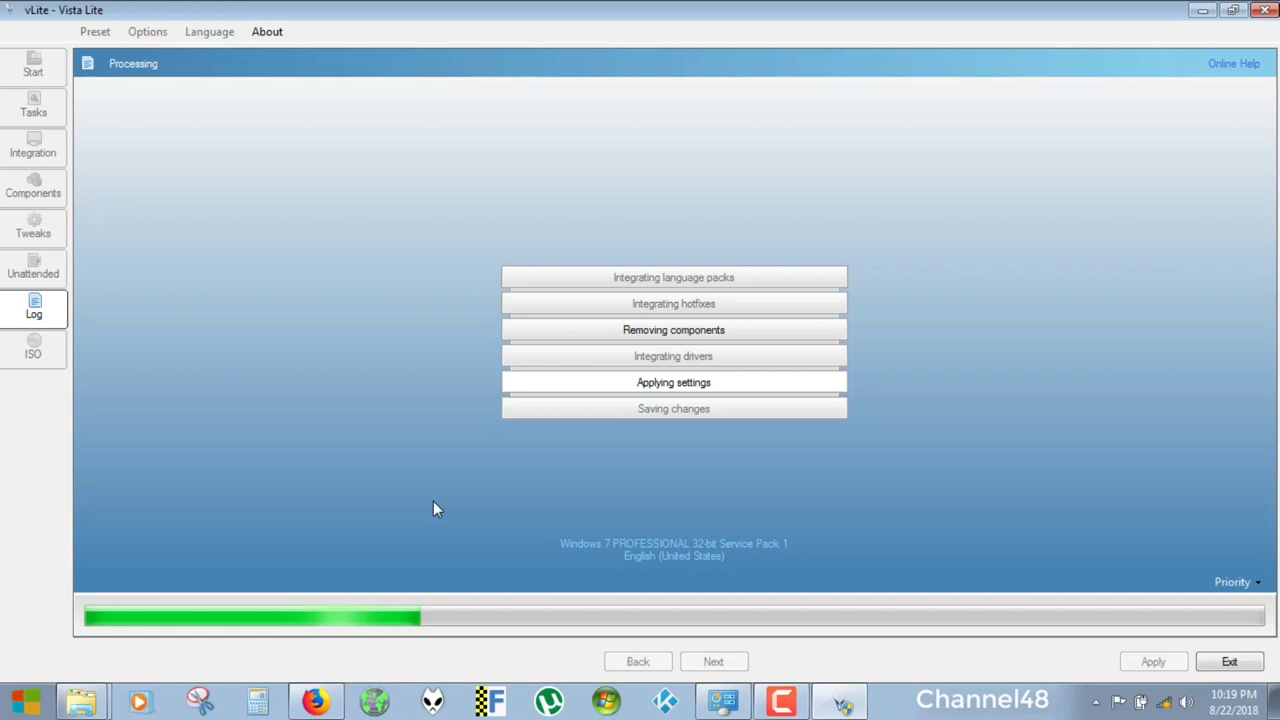 vLite - Vista Lite
Preset Options Language About
Start
Tasks
Integration
Components
Tweaks
Unattended
Log
ISO
Processing
Online Help
Integrating language packs
Integrating hotfixes
Removing components
Integrating drivers
Applying settings
Saving changes
Windows 7 PROFESSIONAL 32-bit Service Pack 1
English (United States)
Priority
Back Next Apply Exit
Channel48
10:19 PM
8/22/2018